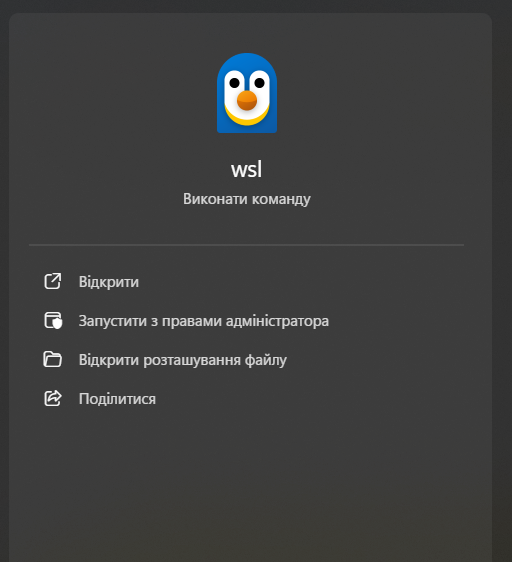 wsl
Виконати команду
Відкрити
Запустити з правами адміністратора
Відкрити розташування файлу
Поділитися